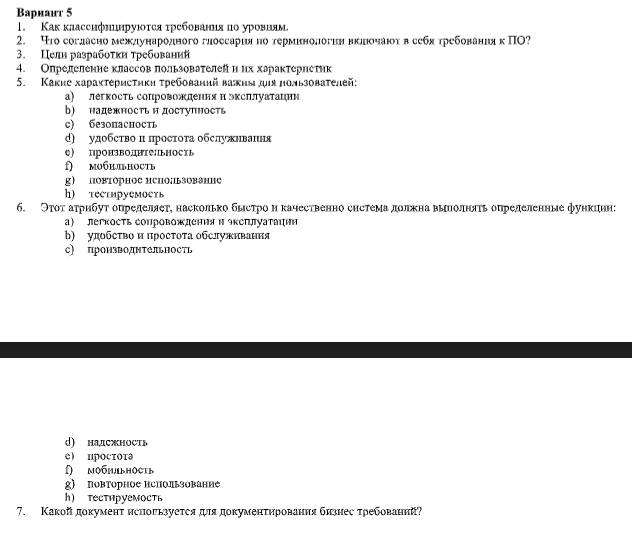 Вариант 5
1. Как классифицируются требования по уровням.
2. Что согласно международного глоссария по терминологии включают в себя требования к ПО?
3. Цели разработки требований
4. Определение классов пользователей и их характеристик
5. Какие характеристики требований важны для пользователей:
a) легкость сопровождения и эксплуатации
b) надежность и доступность
c) безопасность
d) удобство и простота обслуживания
e) производительность
f) мобильность
g) повторное использование
h) тестируемость
6. Этот атрибут определяет, насколько быстро и качественно система должна выполнять определенные функции:
a) легкость сопровождения и эксплуатации
b) удобство и простота обслуживания
c) производительность
d) надежность
e) простота
f) мобильность
g) повторное использование
h) тестируемость
7. Какой документ используется для документирования бизнес требований?